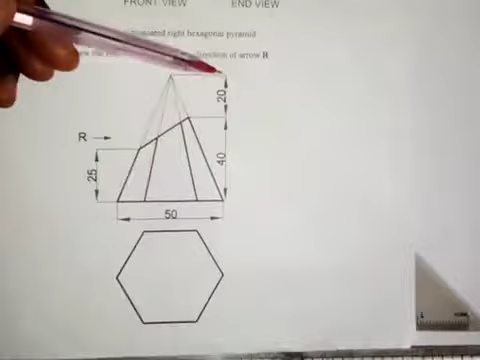 FRONT VIEW END VIEW
truncated right hexagonal pyramid
direction of arrow R
20
R
40
25
50